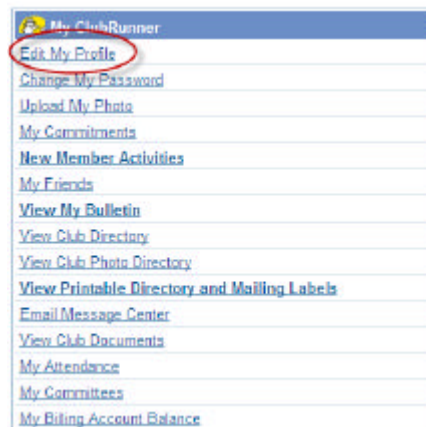 My ClubRunner
Edit My Profile
Change My Password
Upload My Photo
My Commitments
New Member Activities
My Friends
View My Bulletin
View Club Directory
View Club Photo Directory
View Printable Directory and Mailing Labels
Email Message Center
View Club Documents
My Attendance
My Committees
My Billing Account Balance